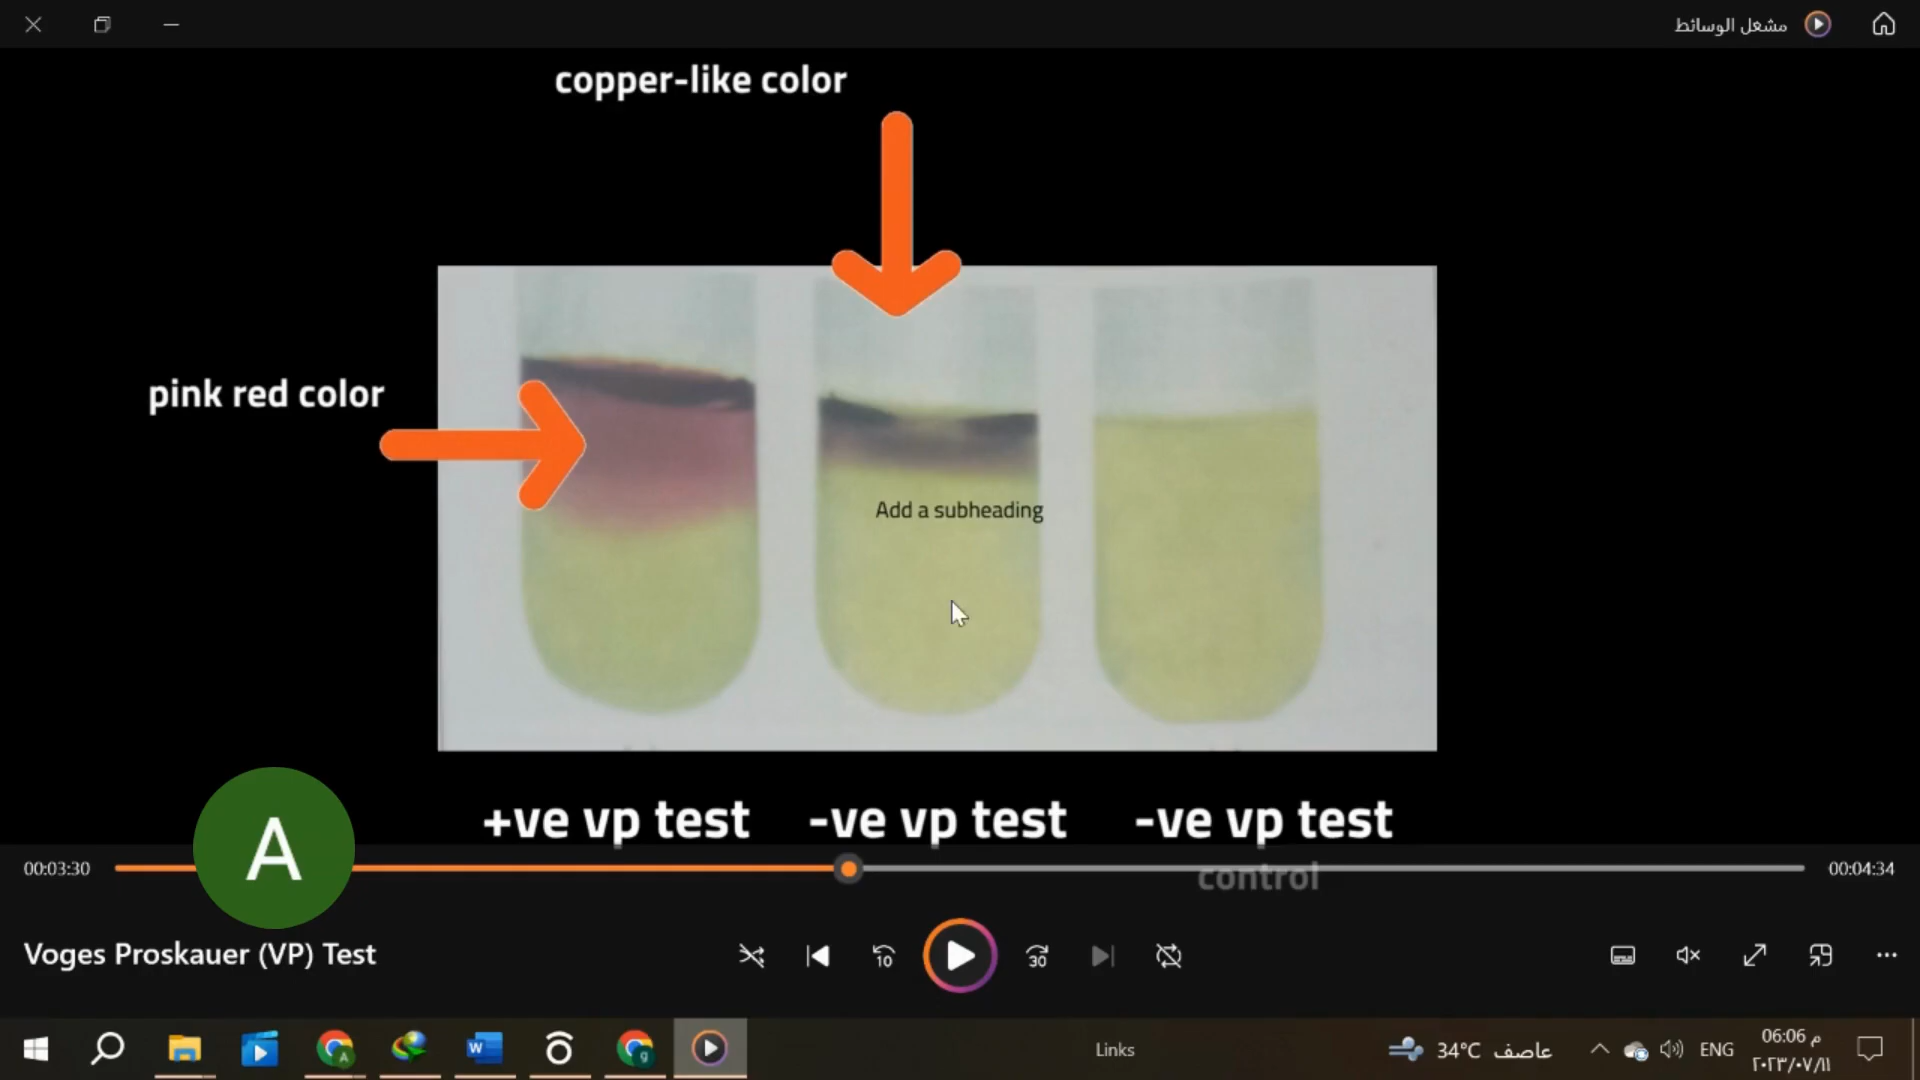 مشغل الوسائط
copper-like color
pink red color
Add a subheading
+ve vp test
-ve vp test
-ve vp test
control
A
00:03:30
00:04:34
Voges Proskauer (VP) Test
10
30
A
W
g
Links
34°C عاصف
ENG
06:06 م
٢٠٢٣/٠٧/١١